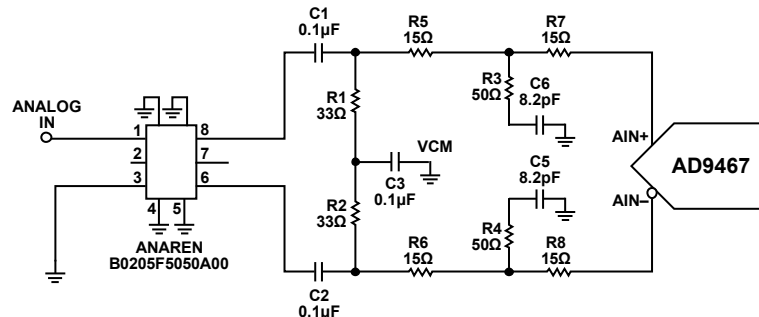 C1
0.1µF
R5
15Ω
R7
15Ω
ANALOG
IN
1
2
3
4
5
6
7
8
ANAREN
B0205F5050A00
R1
33Ω
R3
50Ω
C6
8.2pF
VCM
C3
0.1µF
AIN+
AIN–
AD9467
C5
8.2pF
R2
33Ω
R4
50Ω
R6
15Ω
R8
15Ω
C2
0.1µF